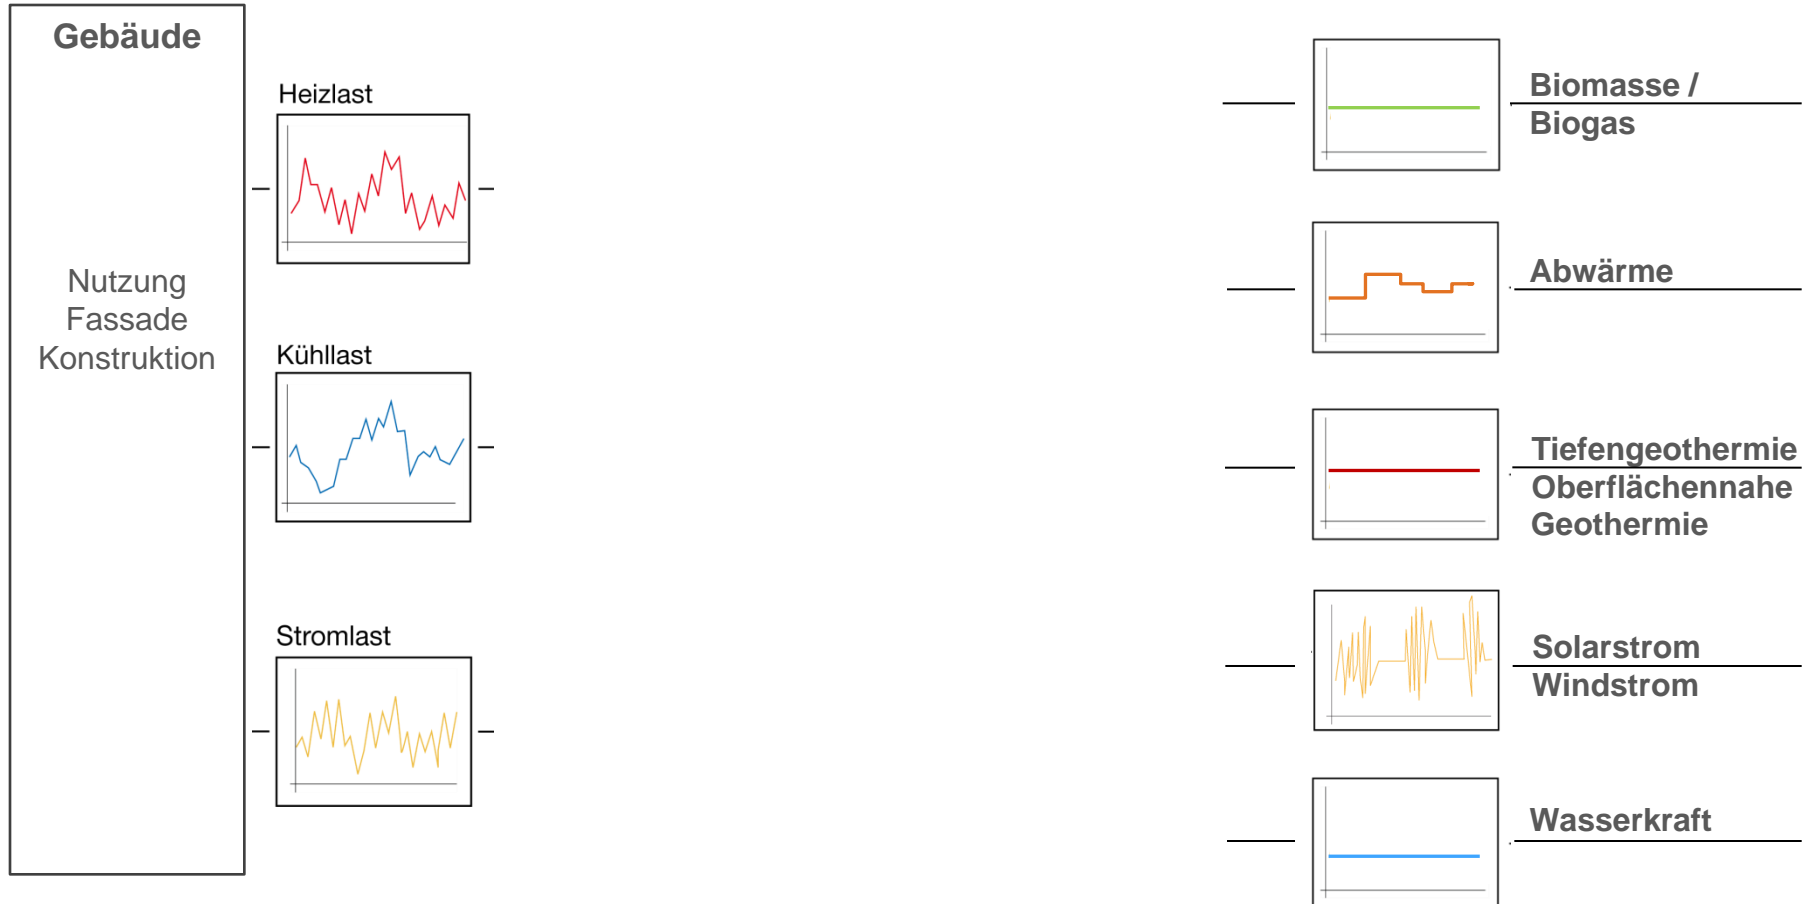 Gebäude
Nutzung
Fassade
Konstruktion
Heizlast
Kühllast
Stromlast
Biomasse /
Biogas
Abwärme
Tiefengeothermie
Oberflächennahe
Geothermie
Solarstrom
Windstrom
Wasserkraft